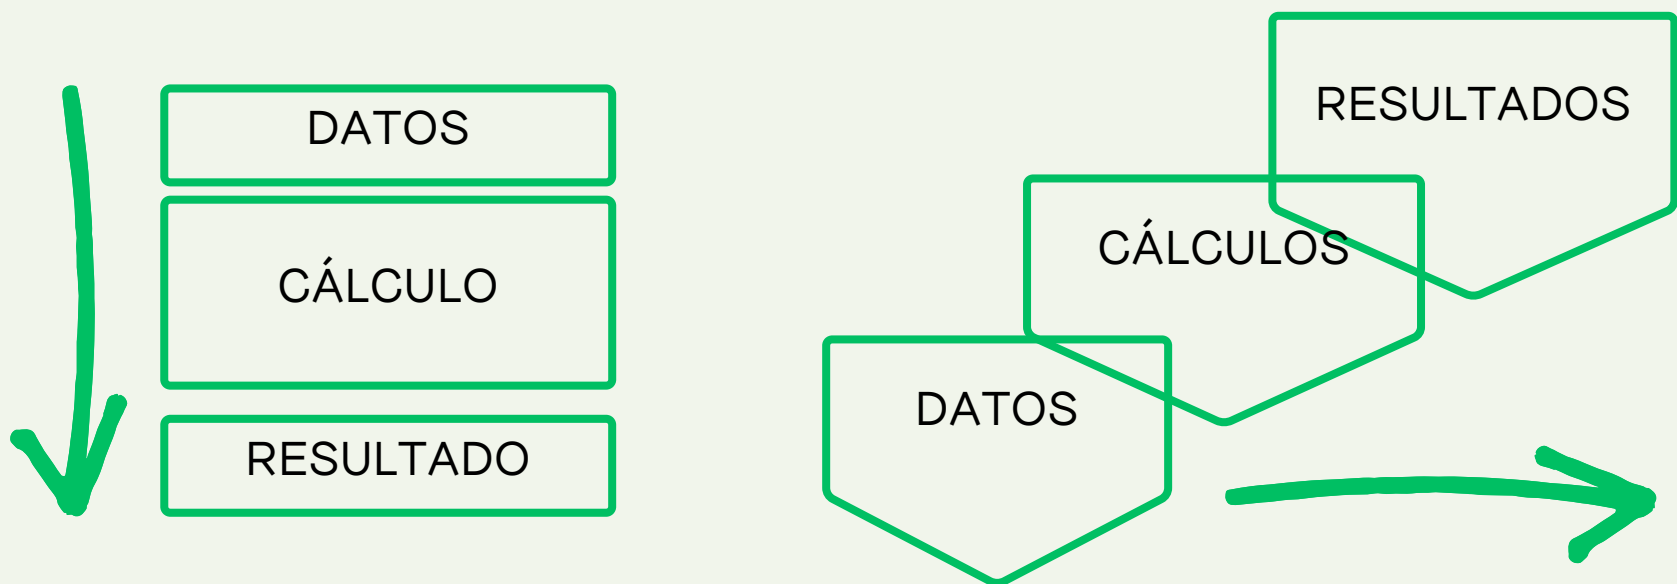 DATOS
CÁLCULO
RESULTADO
RESULTADOS
CÁLCULOS
DATOS